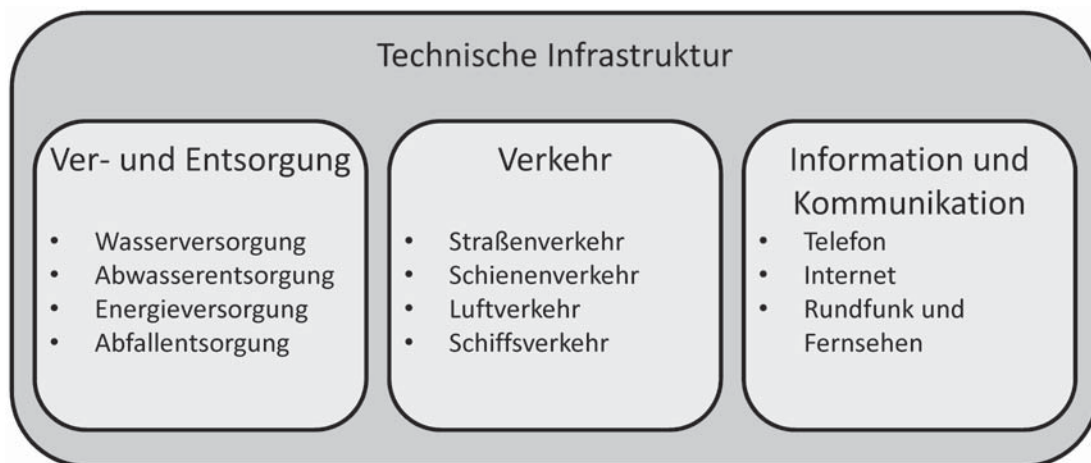 Technische Infrastruktur
Ver- und Entsorgung
• Wasserversorgung
• Abwasserentsorgung
• Energieversorgung
• Abfallentsorgung
Verkehr
• Straßenverkehr
• Schienenverkehr
• Luftverkehr
• Schiffsverkehr
Information und
Kommunikation
• Telefon
• Internet
• Rundfunk und
Fernsehen